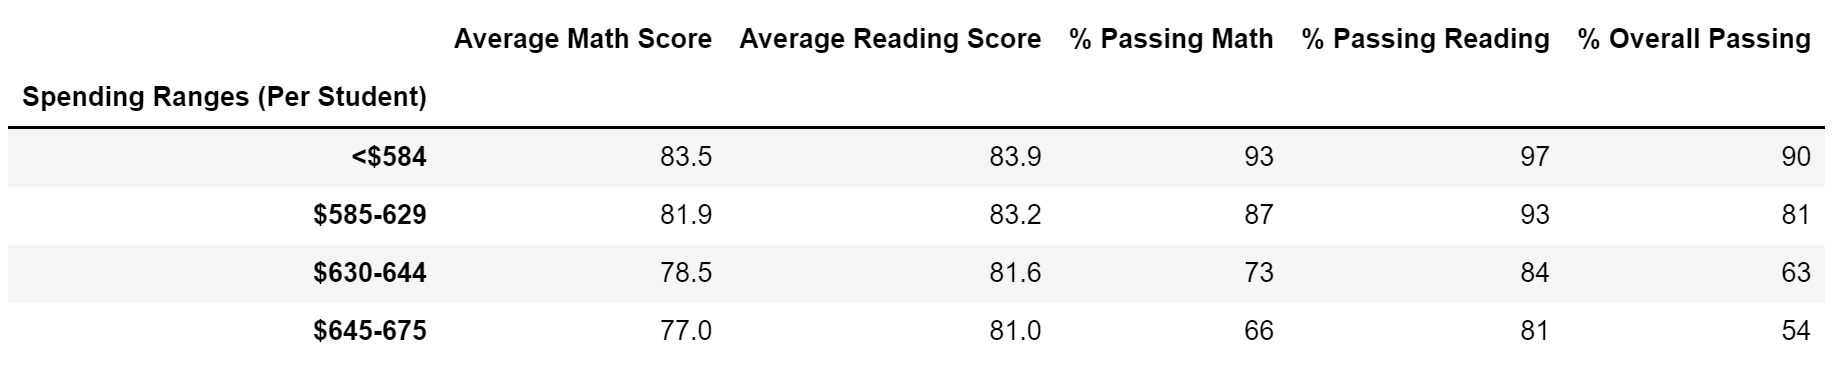 Average Math Score Average Reading Score % Passing Math % Passing Reading % Overall Passing
Spending Ranges (Per Student)
<$584 83.5 83.9 93 97 90
$585-629 81.9 83.2 87 93 81
$630-644 78.5 81.6 73 84 63
$645-675 77.0 81.0 66 81 54